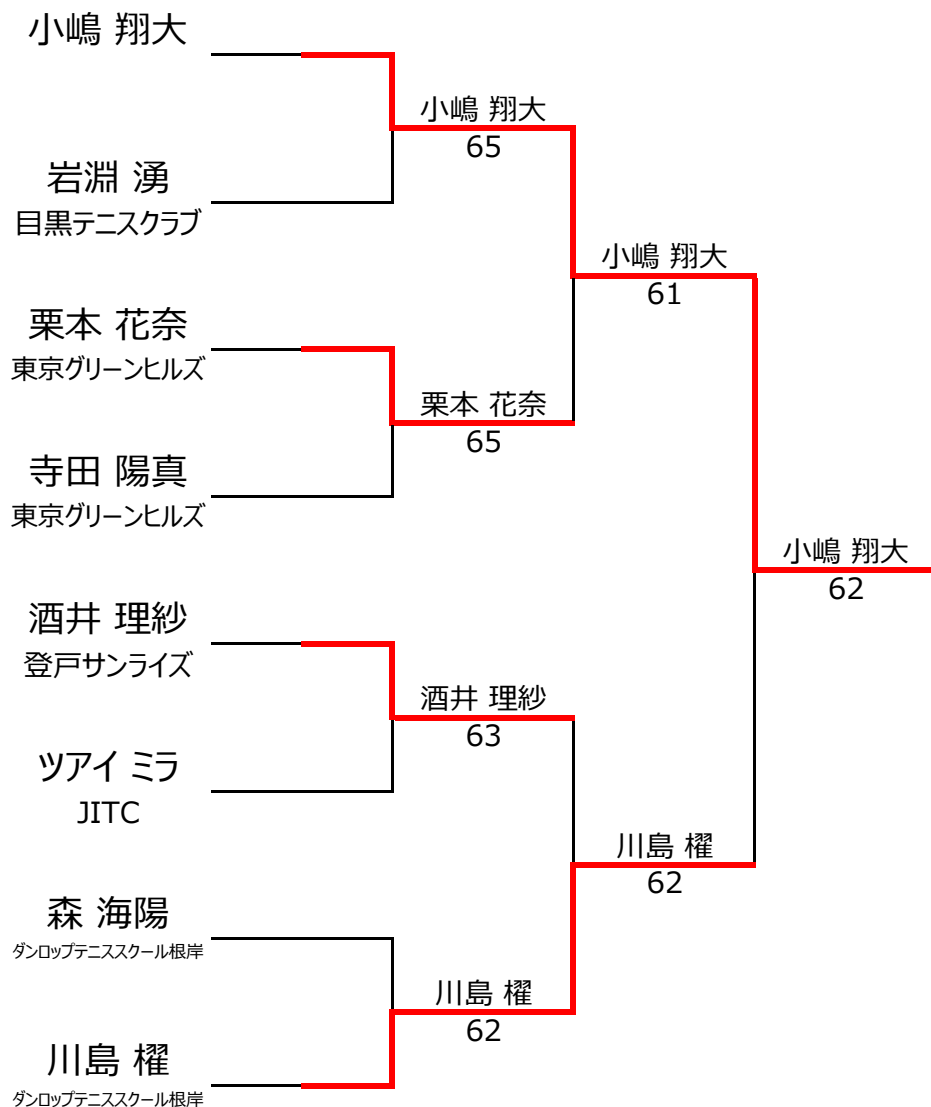 小嶋 翔大
岩淵 湧
目黒テニスクラブ
栗本 花奈
東京グリーンヒルズ
寺田 陽真
東京グリーンヒルズ
酒井 理紗
登戸サンライズ
ツアイ ミラ
JITC
森 海陽
ダンロップテニススクール根岸
川島 櫂
ダンロップテニススクール根岸
小嶋 翔大
65
栗本 花奈
65
酒井 理紗
63
川島 櫂
62
小嶋 翔大
61
川島 櫂
62
小嶋 翔大
62